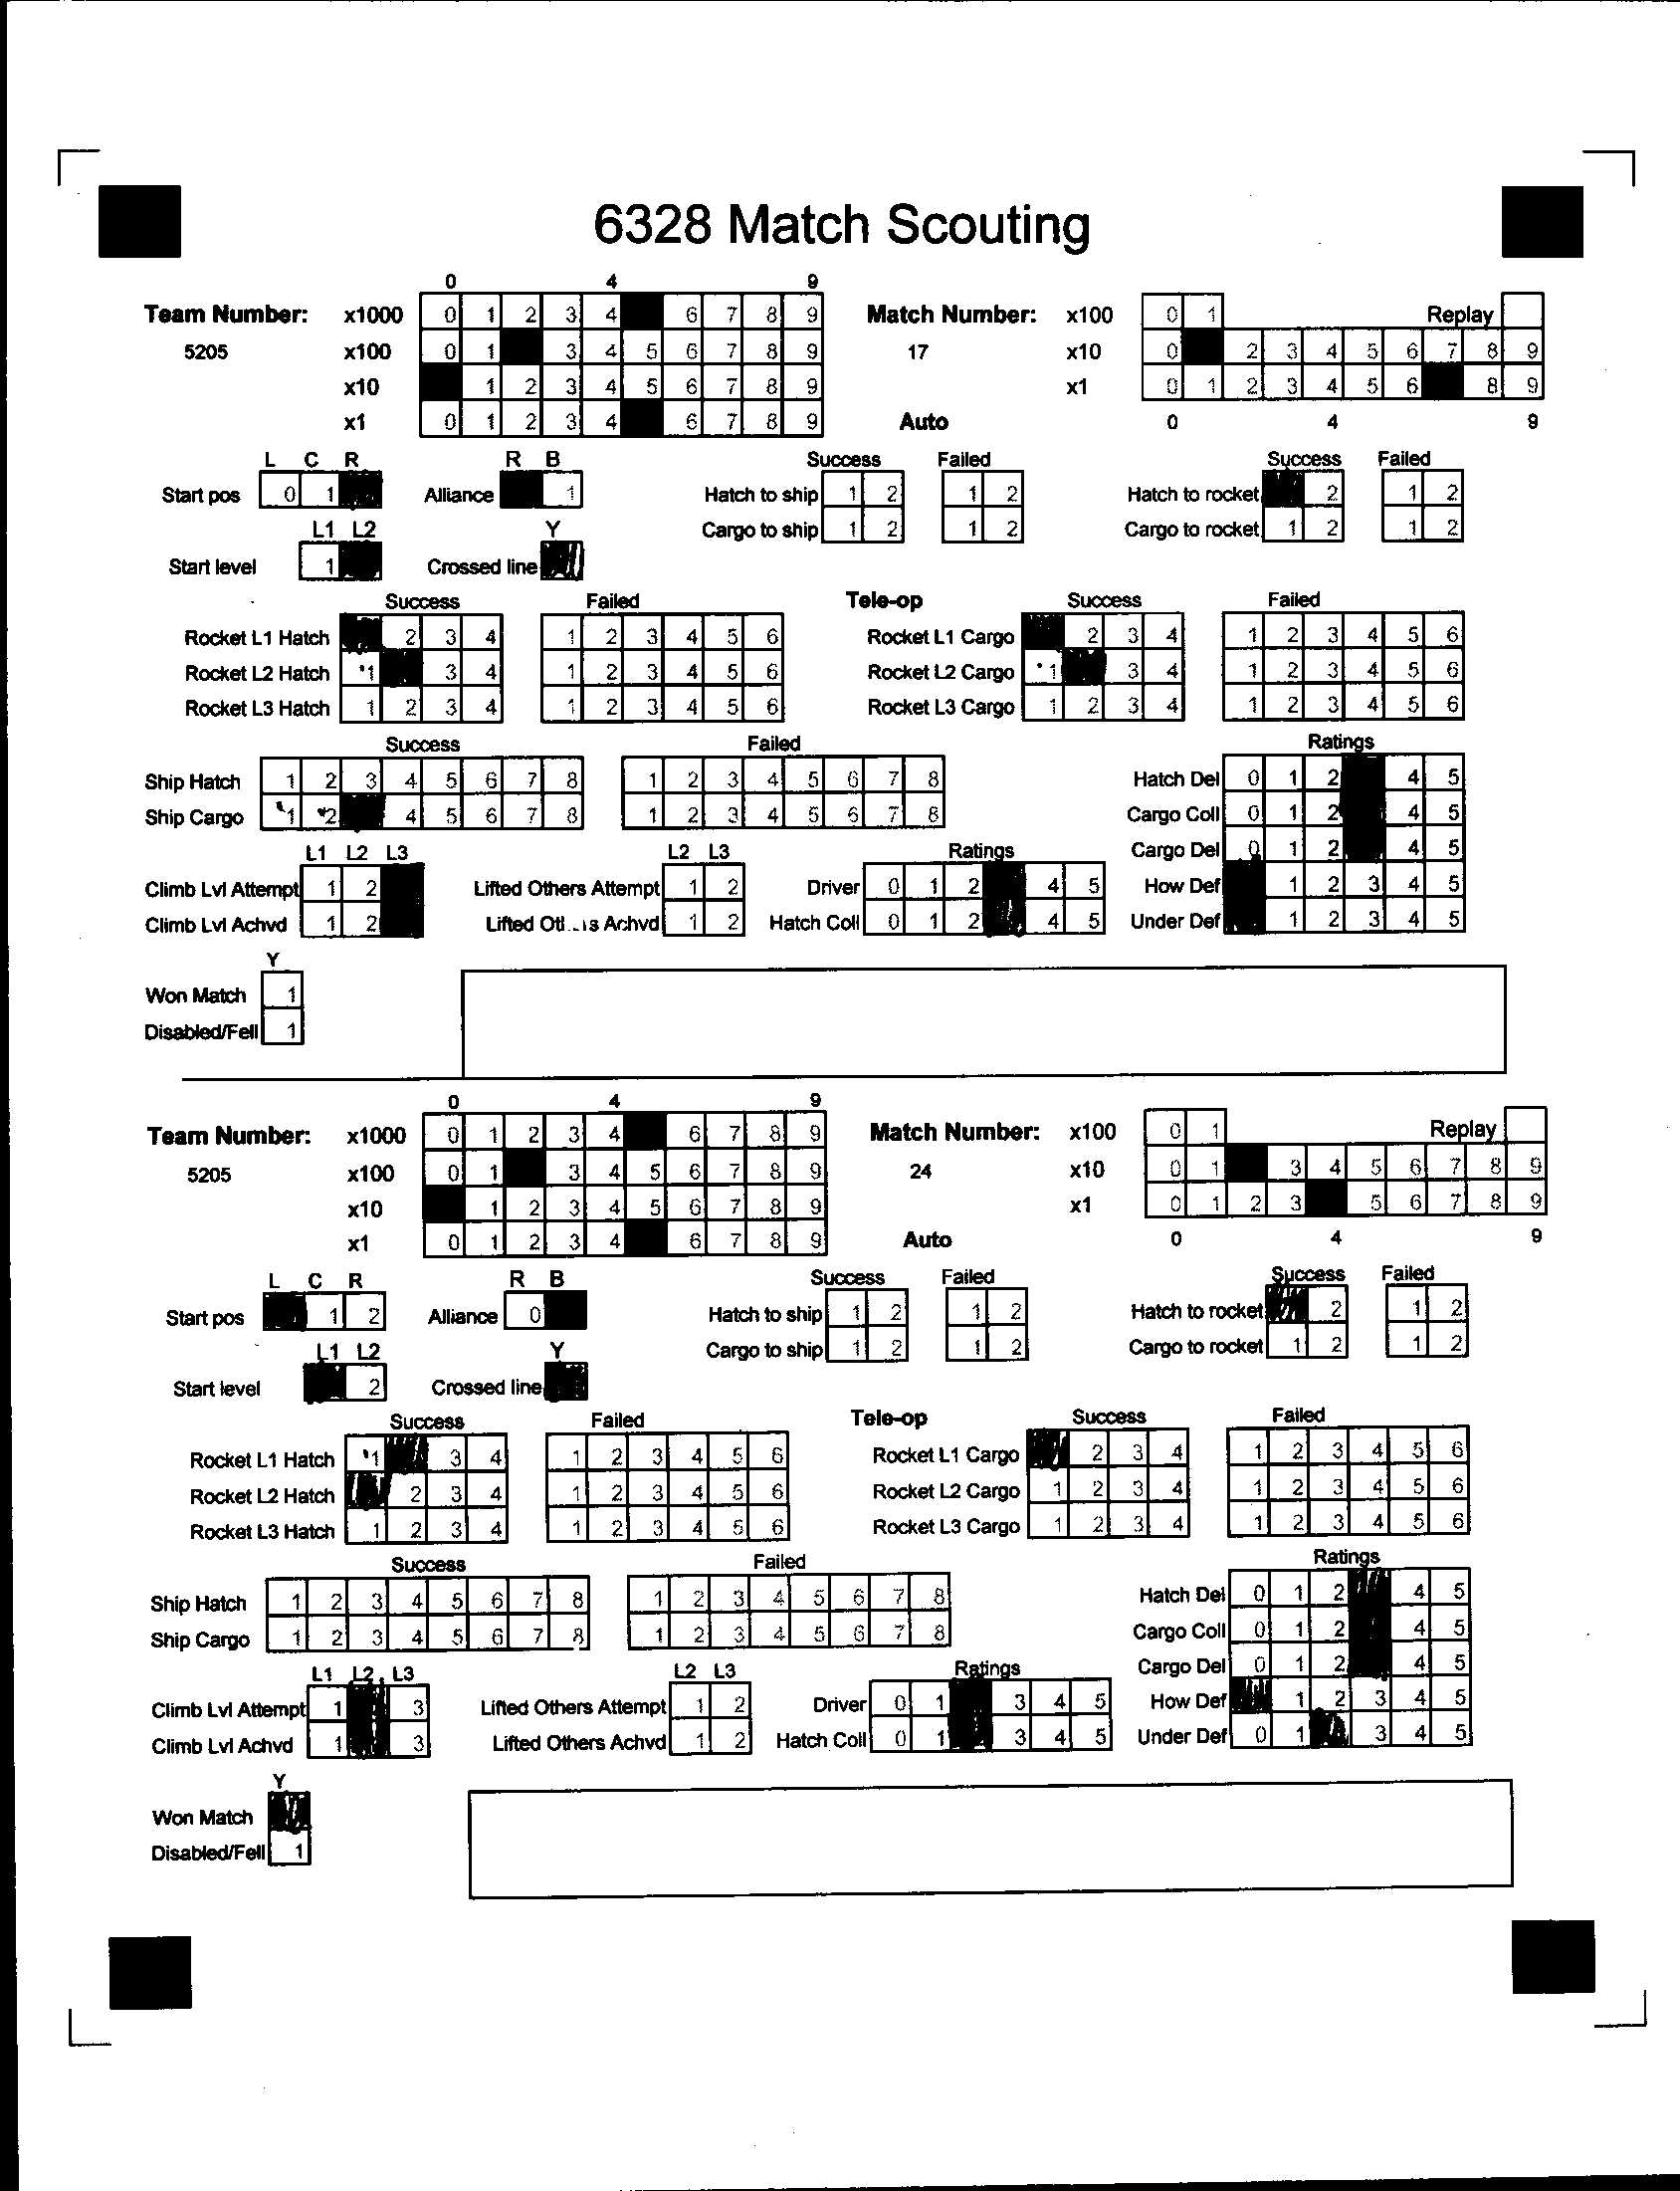 6328 Match Scouting
0 4 9
Team Number: x1000 0 1 2 3 4 6 7 8 9 Match Number: x100 0 1 Replay
5205 x100 0 1 3 4 5 6 7 8 9 17 x10 0 2 3 4 5 6 7 8 9
x10 1 2 3 4 5 6 7 8 9 x1 0 1 2 3 4 5 6 8 9
x1 0 1 2 3 4 6 7 8 9 Auto 0 4 9
L C R R B Success Failed Success Failed
Start pos 0 1 Alliance 1 Hatch to ship 1 2 1 2 Hatch to rocket 2 1 2
L1 L2 Y Cargo to ship 1 2 1 2 Cargo to rocket 1 2 1 2
Start level 1 Crossed line
Success Failed Tele-op Success Failed
Rocket L1 Hatch 2 3 4 1 2 3 4 5 6 Rocket L1 Cargo 2 3 4 1 2 3 4 5 6
Rocket L2 Hatch 1 3 4 1 2 3 4 5 6 Rocket L2 Cargo 1 3 4 1 2 3 4 5 6
Rocket L3 Hatch 1 2 3 4 1 2 3 4 5 6 Rocket L3 Cargo 1 2 3 4 1 2 3 4 5 6
Success Failed Ratings
Ship Hatch 1 2 3 4 5 6 7 8 1 2 3 4 5 6 7 8 Hatch Del 0 1 2 4 5
Ship Cargo 1 2 4 5 6 7 8 1 2 3 4 5 6 7 8 Cargo Coll 0 1 2 4 5
L1 L2 L3 L2 L3 Ratings Cargo Del 0 1 2 4 5
Climb Lvl Attempt 1 2 Lifted Others Attempt 1 2 Driver 0 1 2 4 5 How Def 1 2 3 4 5
Climb Lvl Achvd 1 2 Lifted Achvd 1 2 Hatch Coll 0 1 2 4 5 Under Def 1 2 3 4 5
Y
Won Match 1
Disabled/Fell 1
0 4 9
Team Number: x1000 0 1 2 3 4 6 7 8 9 Match Number: x100 0 1 Replay
5205 x100 0 1 3 4 5 6 7 8 9 24 x10 0 1 3 4 5 6 7 8 9
x10 1 2 3 4 5 6 7 8 9 x1 0 1 2 3 5 6 7 8 9
x1 0 1 2 3 4 6 7 8 9 Auto 0 4 9
L C R R B Success Failed Success Failed
Start pos 1 2 Alliance 0 Hatch to ship 1 2 1 2 Hatch to rocket 2 1 2
L1 L2 Y Cargo to ship 1 2 1 2 Cargo to rocket 1 2 1 2
Start level 2 Crossed line
Success Failed Tele-op Success Failed
Rocket L1 Hatch 1 3 4 1 2 3 4 5 6 Rocket L1 Cargo 2 3 4 1 2 3 4 5 6
Rocket L2 Hatch 2 3 4 1 2 3 4 5 6 Rocket L2 Cargo 1 2 3 4 1 2 3 4 5 6
Rocket L3 Hatch 1 2 3 4 1 2 3 4 5 6 Rocket L3 Cargo 1 2 3 4 1 2 3 4 5 6
Success Failed Ratings
Ship Hatch 1 2 3 4 5 6 7 8 1 2 3 4 5 6 7 8 Hatch Del 0 1 2 4 5
Ship Cargo 1 2 3 4 5 6 7 8 1 2 3 4 5 6 7 8 Cargo Coll 0 1 2 4 5
L1 L2 L3 L2 L3 Ratings Cargo Del 0 1 2 4 5
Climb Lvl Attempt 1 3 Lifted Others Attempt 1 2 Driver 0 1 3 4 5 How Def 1 2 3 4 5
Climb Lvl Achvd 1 3 Lifted Others Achvd 1 2 Hatch Coll 0 1 3 4 5 Under Def 0 1 3 4 5
Y
Won Match
Disabled/Fell 1